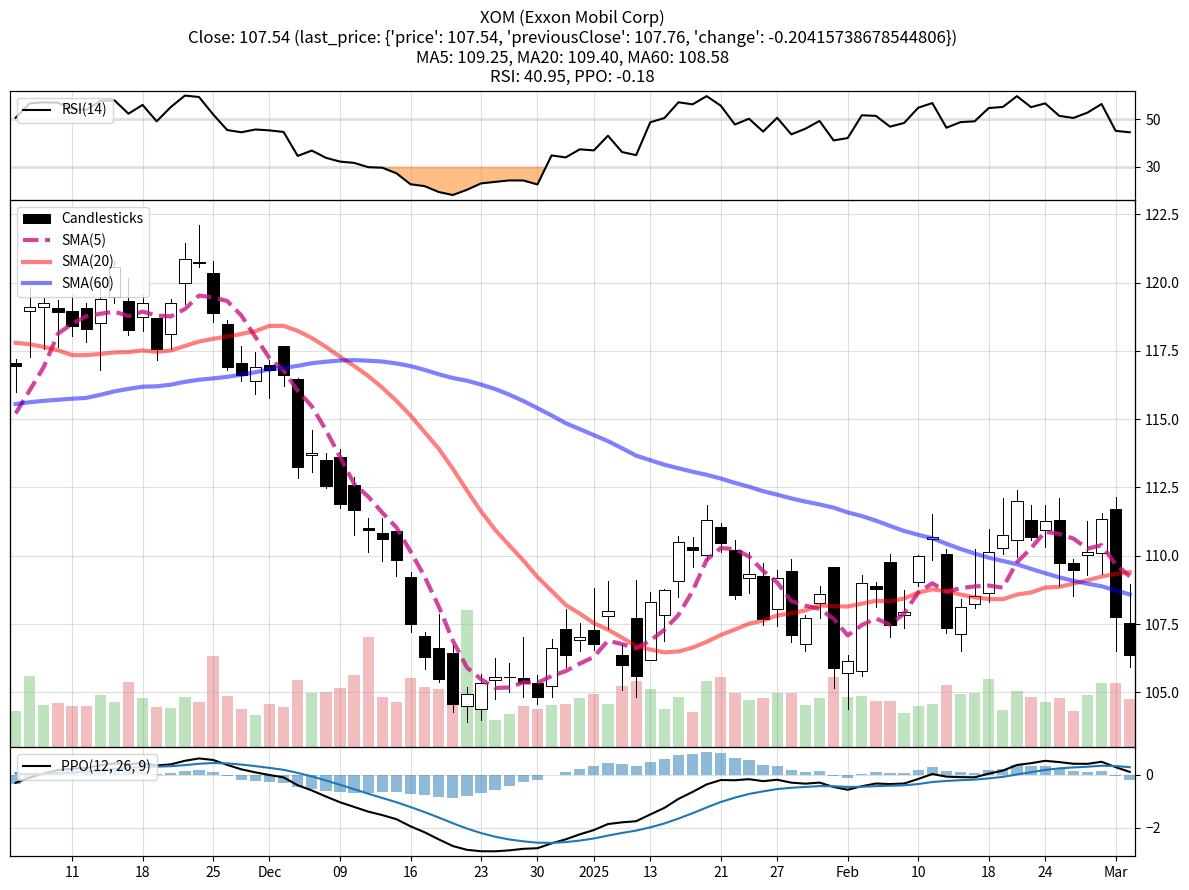 XOM (Exxon Mobil Corp)
Close: 107.54 (last_price: {'price': 107.54, 'previousClose': 107.76, 'change': -0.20415738678544806})
MA5: 109.25, MA20: 109.40, MA60: 108.58
RSI: 40.95, PPO: -0.18
RSI(14)
50
30
Candlesticks
SMA(5)
SMA(20)
SMA(60)
122.5
120.0
117.5
115.0
112.5
110.0
107.5
105.0
PPO(12, 26, 9)
0
−2
11 18 25 Dec 09 16 23 30 2025 13 21 27 Feb 10 18 24 Mar